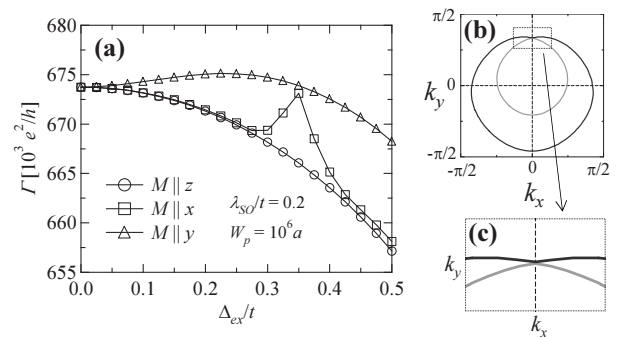 (a)
Γ [10³ e²/h]
680
675
670
665
660
655
M || z
M || x
M || y
λSO/t = 0.2
Wp = 10⁶a
0.0 0.1 0.2 0.3 0.4 0.5
Δex/t
(b)
π/2
ky 0
-π/2
-π/2 0 π/2
kx
(c)
ky
kx